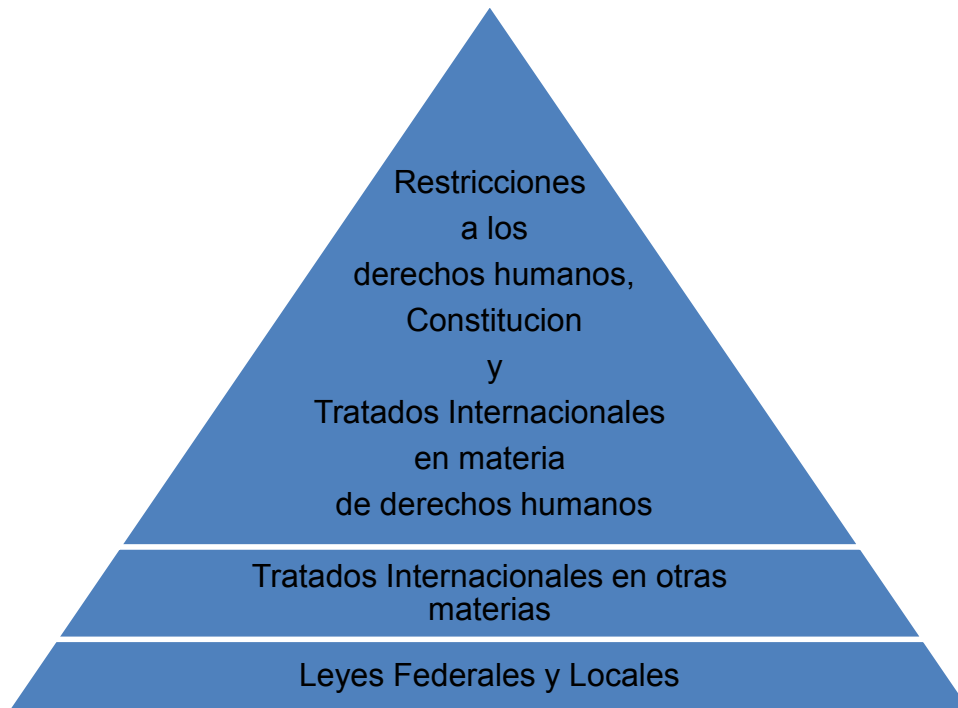 Restricciones
a los
derechos humanos,
Constitucion
y
Tratados Internacionales
en materia
de derechos humanos
Tratados Internacionales en otras
materias
Leyes Federales y Locales